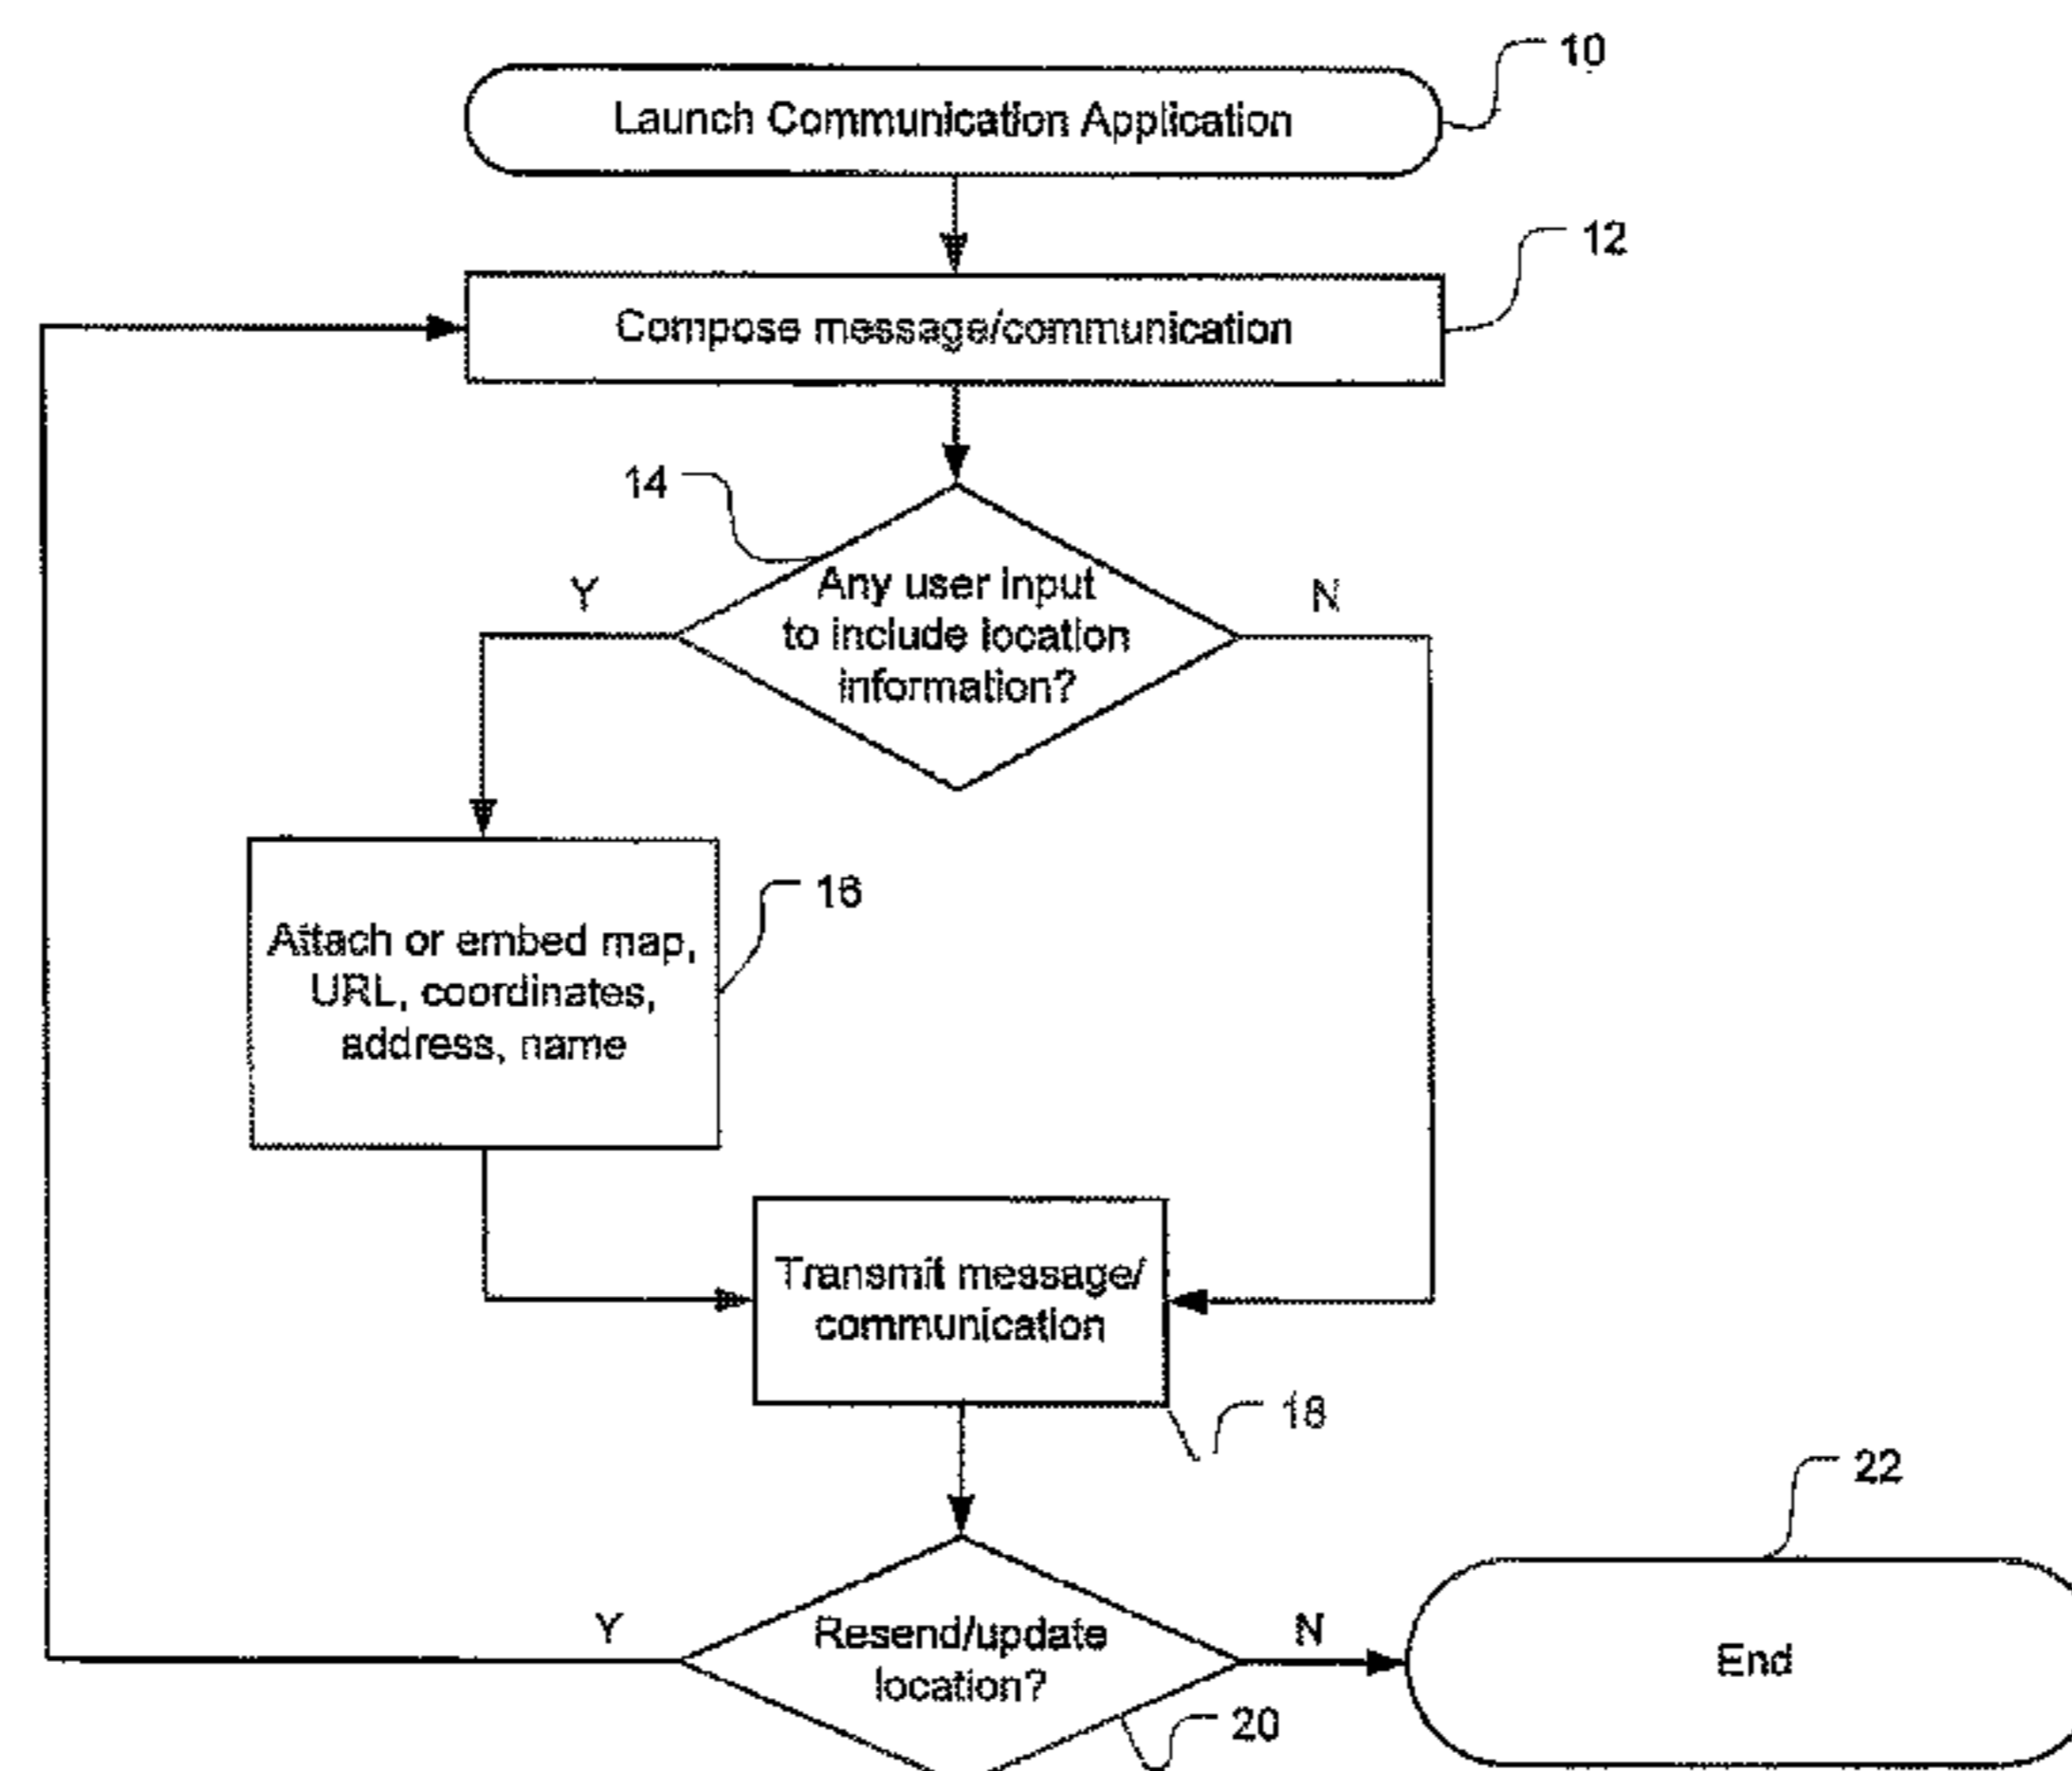 10
Launch Communication Application
12
Compose message/communication
14
Y
N
Any user input
to include location
information?
16
Attach or embed map,
URL, coordinates,
address, name
Transmit message/
communication
18
22
Y
N
Resend/update
location?
End
20